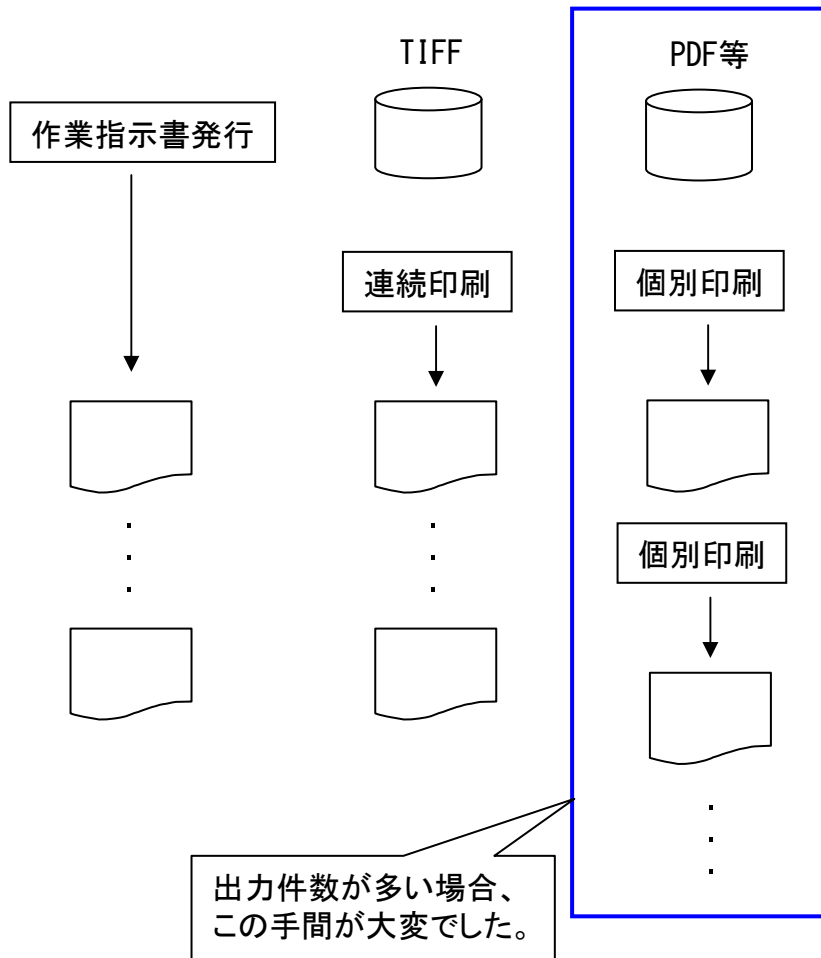 TIFF
PDF等
作業指示書発行
連続印刷
個別印刷
個別印刷
出力件数が多い場合、
この手間が大変でした。